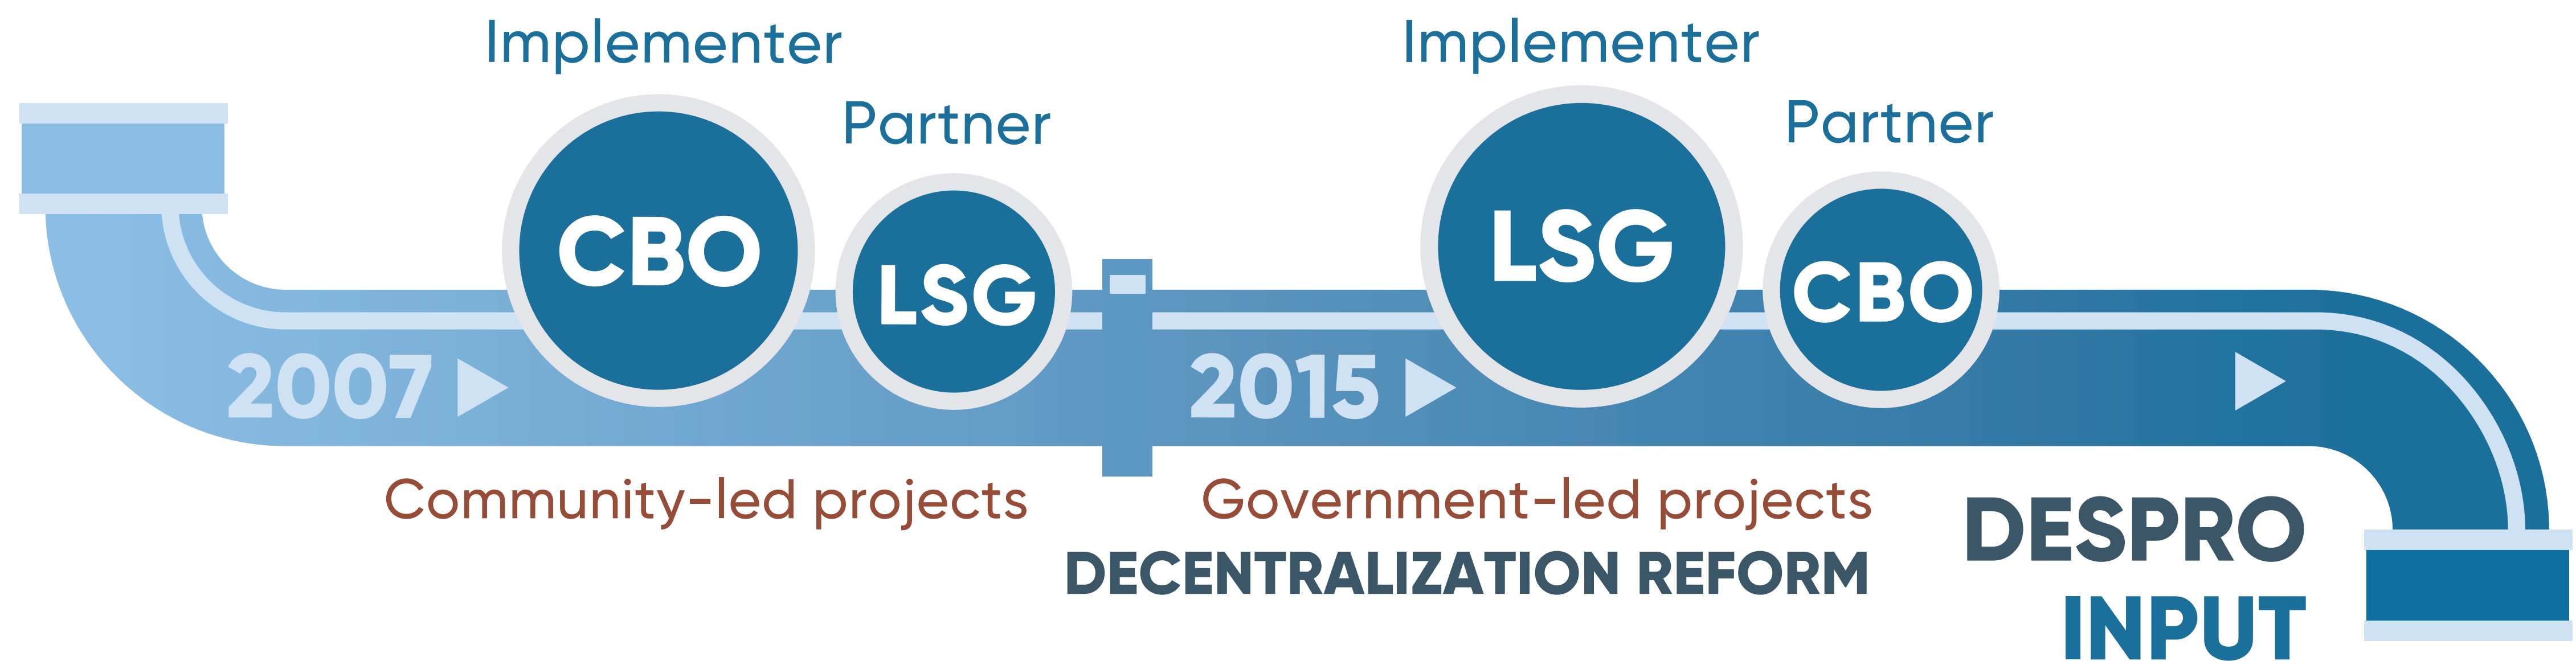 Implementer
Partner
CBO
LSG
2007
Community-led projects
Implementer
Partner
LSG
CBO
2015
Government-led projects
DECENTRALIZATION REFORM
DESPRO
INPUT